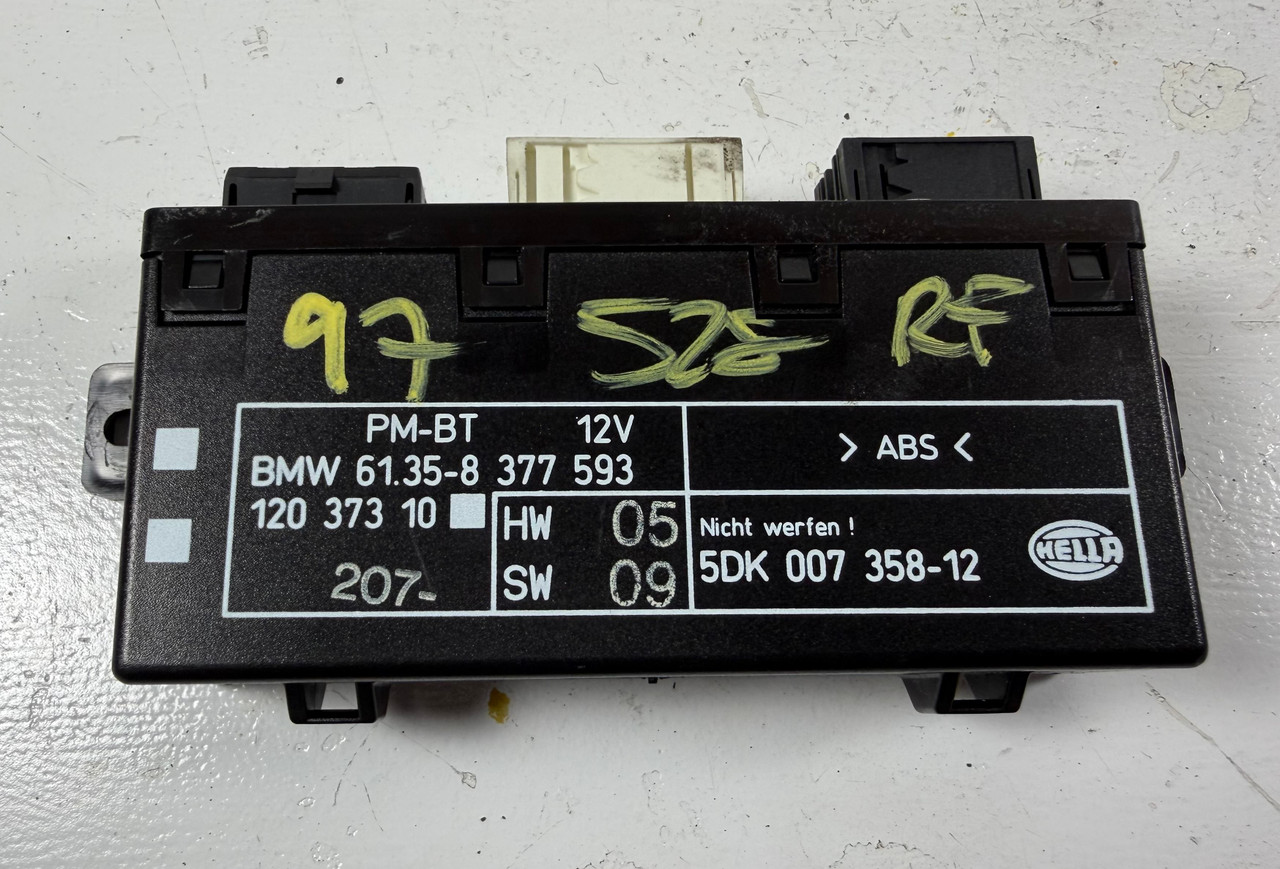 97 528 RF
PM-BT 12V
BMW 61.35-8 377 593
120 373 10
207-
HW 05
SW 09
> ABS <
Nicht werfen !
5DK 007 358-12
HELLA